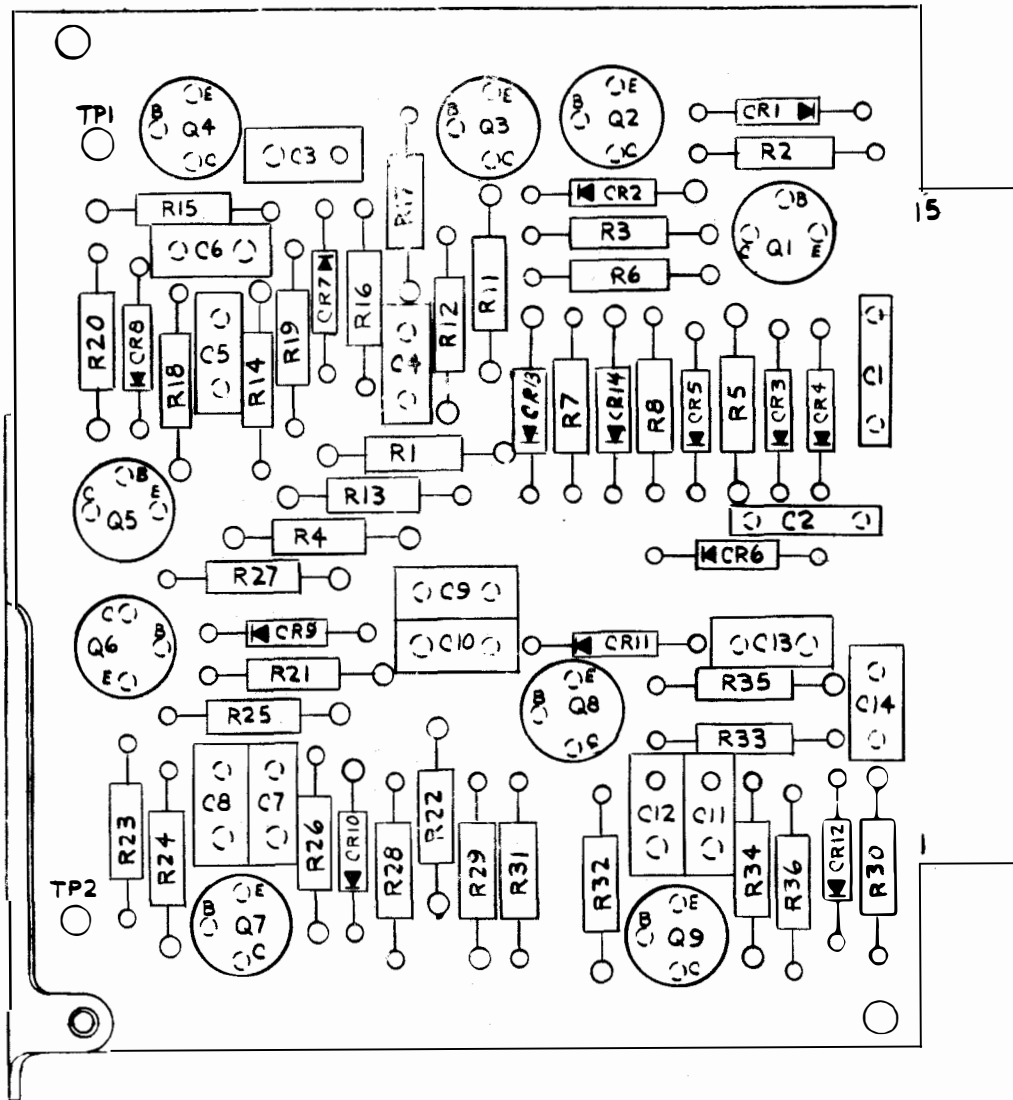 TP1
B
E
Q4
C
C3
B
E
Q3
C
B
E
Q2
C
CR1
R2
R15
C6
R17
CR2
R3
R6
B
C
E
Q1
15
R20
CR8
R18
C5
R14
R19
CR7
R16
C4
R12
R11
CR13
R7
CR14
R8
CR5
R5
CR3
CR4
+
C1
R1
R13
R4
R27
C2
CR6
C
B
E
Q5
C
B
E
Q6
CR9
R21
R25
C9
C10
CR11
C13
R35
R33
C14
B
E
Q8
C
R23
R24
C8
C7
R26
CR10
R28
R22
R29
R31
R32
C12
C11
R34
R36
CR12
R30
1
TP2
B
E
Q7
C
B
E
Q9
C